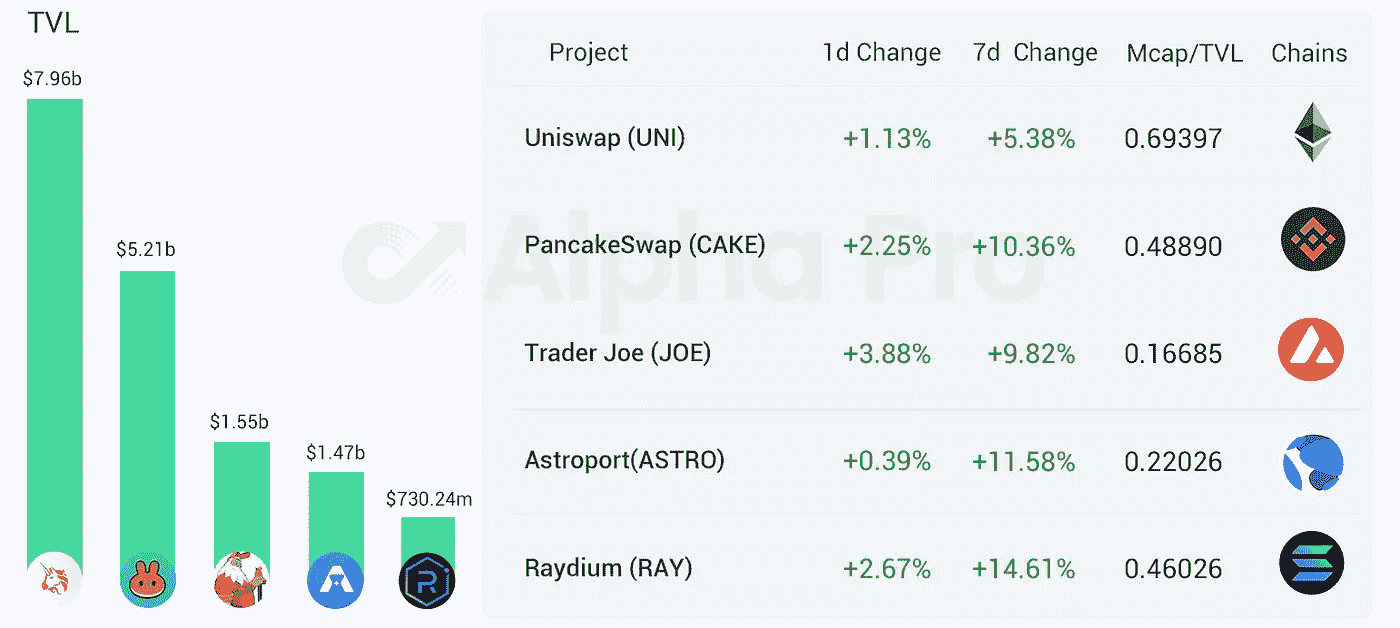 TVL
$7.96b
$5.21b
$1.55b
$1.47b
$730.24m
Project 1d Change 7d Change Mcap/TVL Chains
Uniswap (UNI) +1.13% +5.38% 0.69397
PancakeSwap (CAKE) +2.25% +10.36% 0.48890
Trader Joe (JOE) +3.88% +9.82% 0.16685
Astroport(ASTRO) +0.39% +11.58% 0.22026
Raydium (RAY) +2.67% +14.61% 0.46026
Alpha Pro